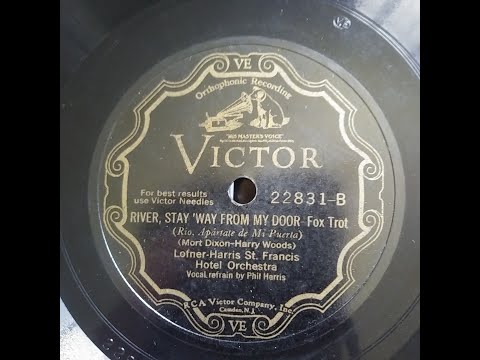 VE
Orthophonic Recording
"HIS MASTER'S VOICE"
VICTOR
For best results
use Victor Needles
22831-B
RIVER, STAY 'WAY FROM MY DOOR Fox Trot
(Rio, Apártate de Mi Puerta)
(Mort Dixon-Harry Woods)
Lofner-Harris St. Francis
Hotel Orchestra
Vocal refrain by Phil Harris
RCA Victor Company, Inc.
Camden, N.J.
VE